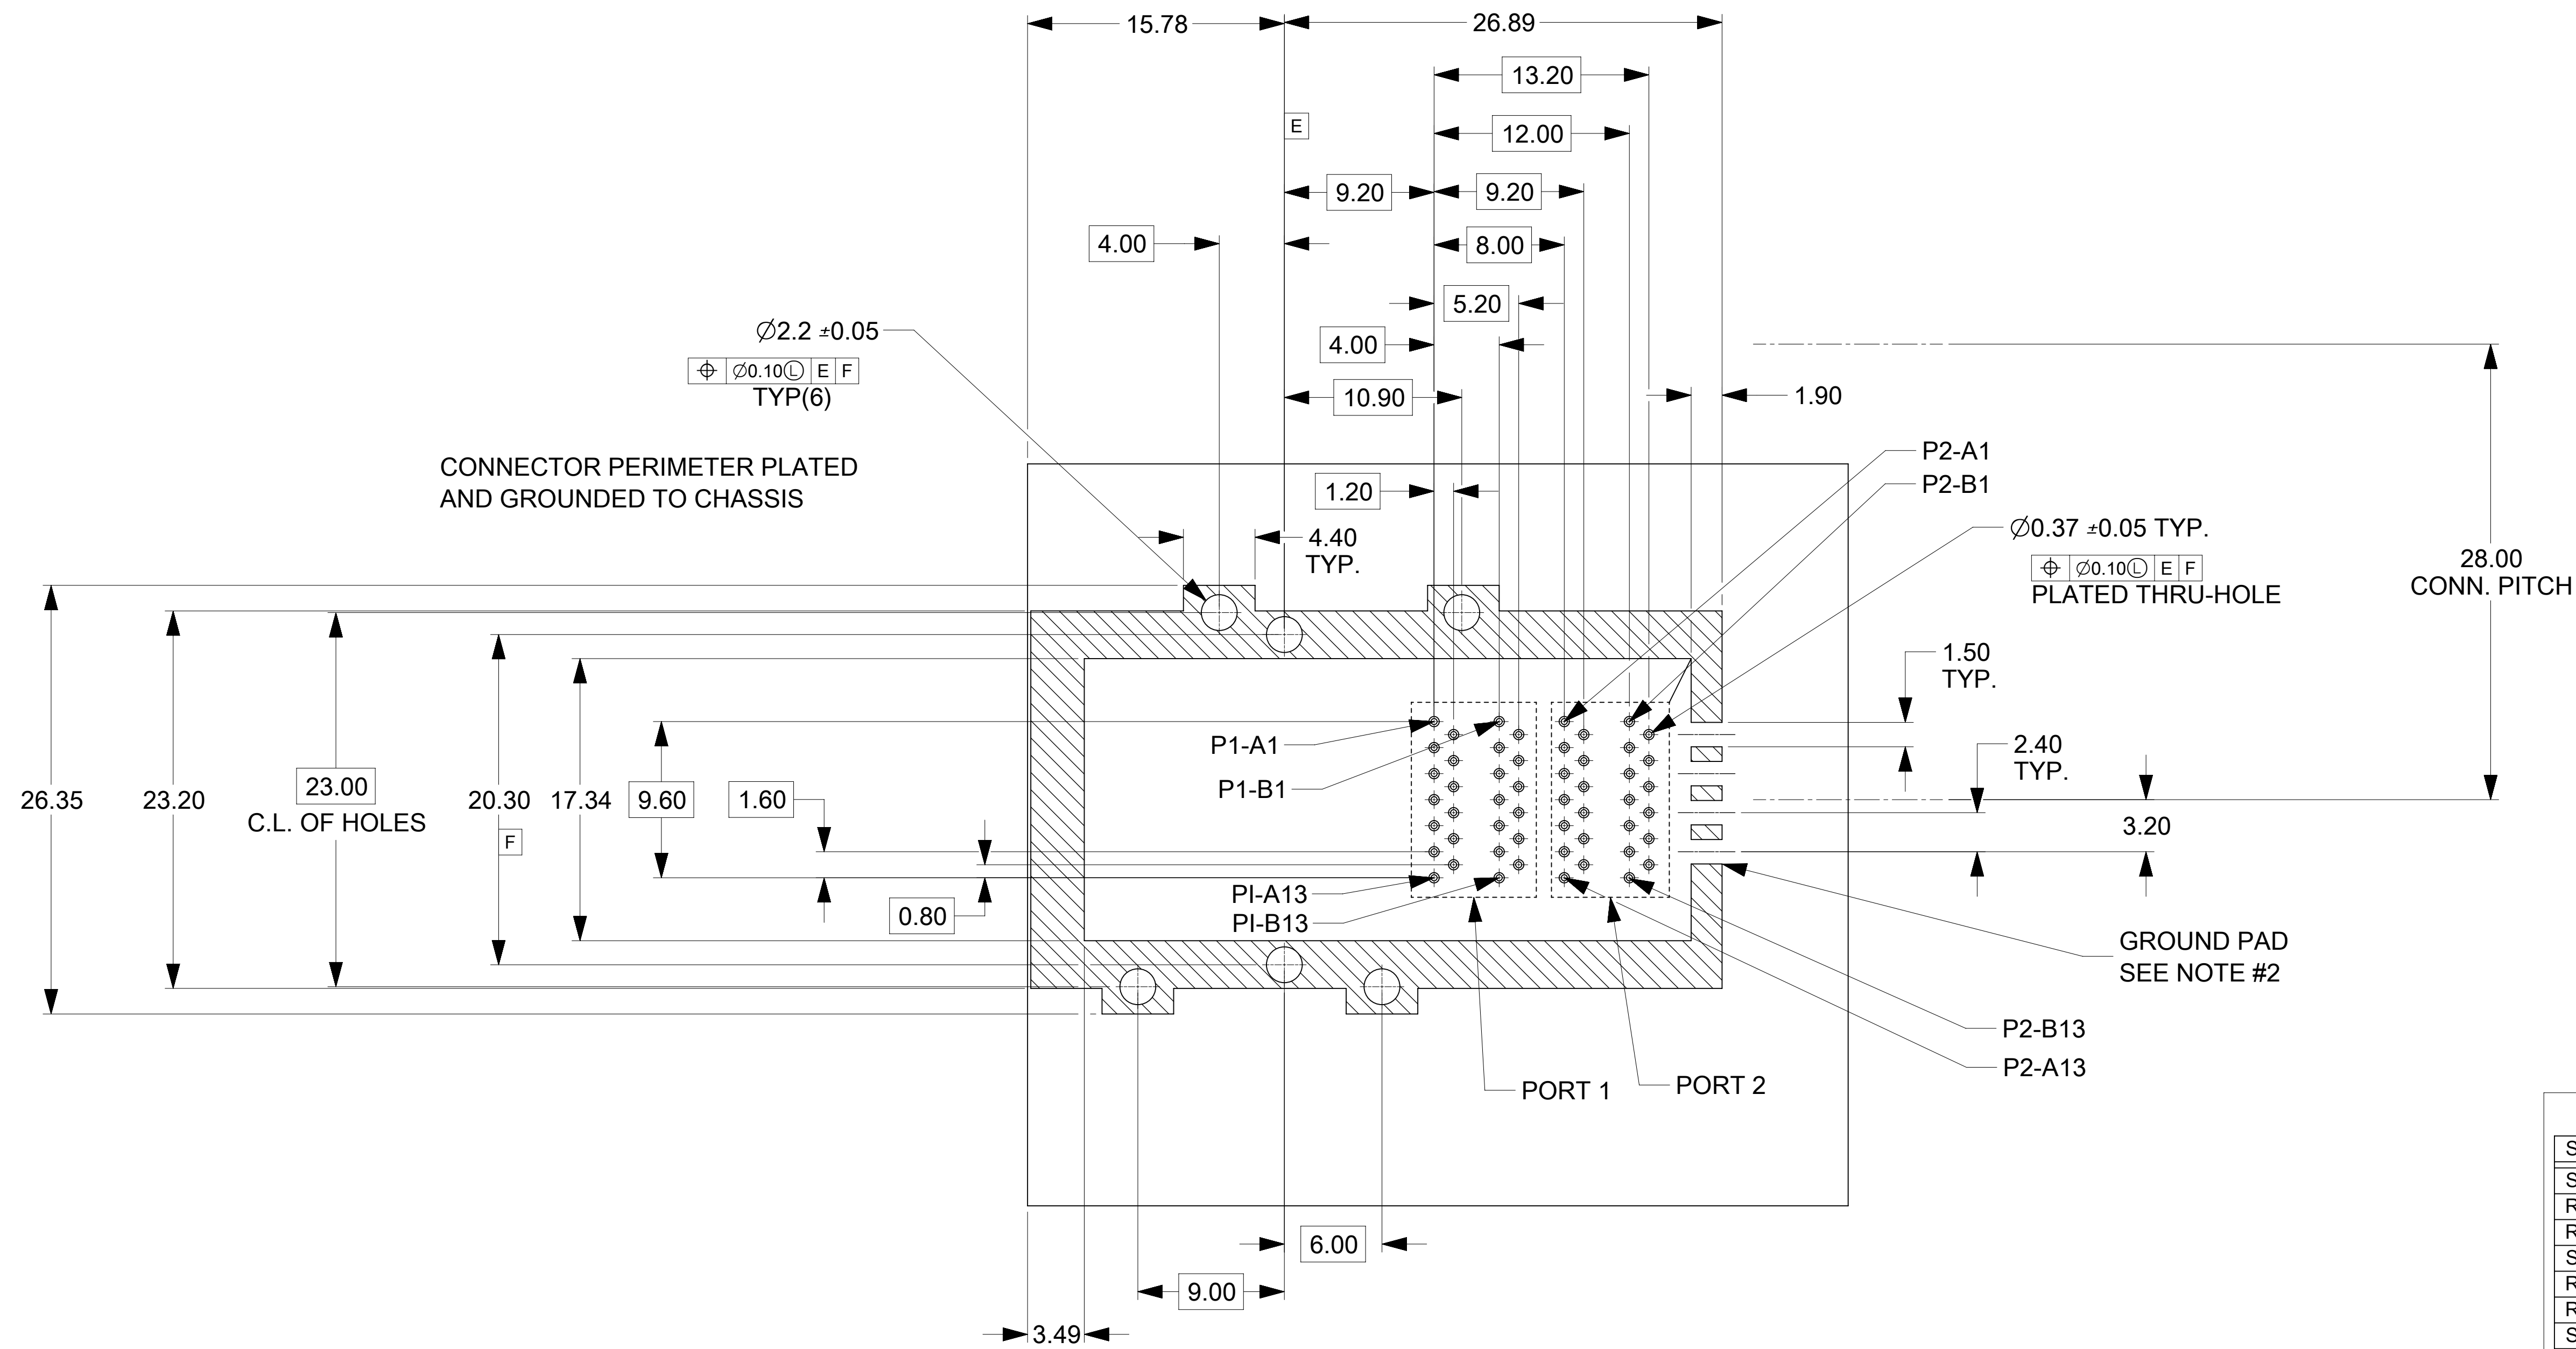 15.78
26.89
13.20
E
12.00
9.20
9.20
4.00
8.00
5.20
Ø2.2 ±0.05
4.00
⌖ Ø0.10Ⓛ E F
TYP(6)
10.90
1.90
P2-A1
CONNECTOR PERIMETER PLATED
AND GROUNDED TO CHASSIS
P2-B1
1.20
Ø0.37 ±0.05 TYP.
4.40
TYP.
⌖ Ø0.10Ⓛ E F
PLATED THRU-HOLE
28.00
CONN. PITCH
1.50
TYP.
P1-A1
2.40
TYP.
P1-B1
26.35
23.20
23.00
C.L. OF HOLES
20.30
F
17.34
9.60
1.60
3.20
PI-A13
0.80
PI-B13
GROUND PAD
SEE NOTE #2
P2-B13
P2-A13
PORT 1
PORT 2
6.00
9.00
3.49
S
S
R
R
S
R
R
S